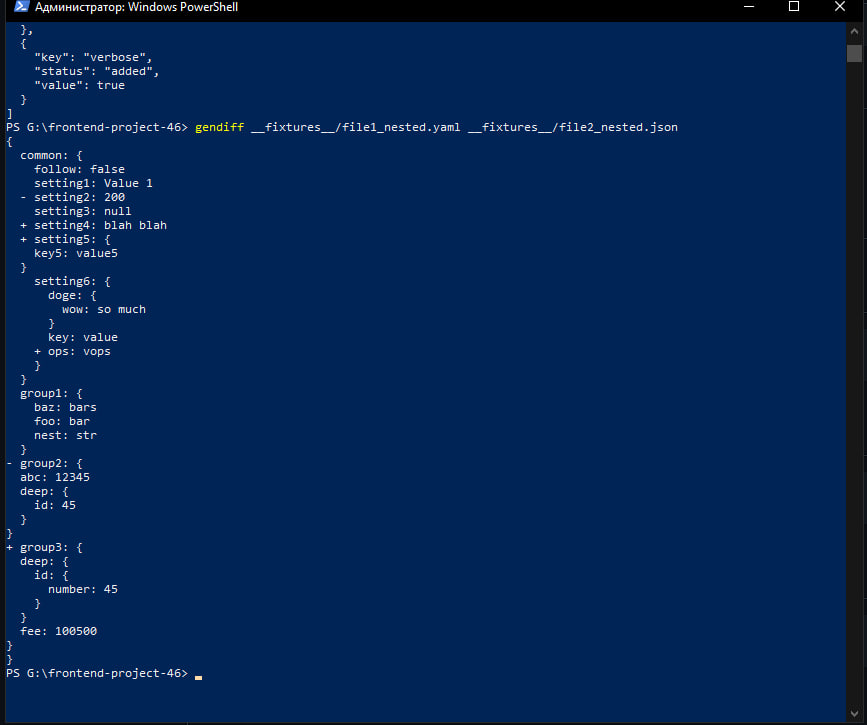 Администратор: Windows PowerShell
  },
  {
    "key": "verbose",
    "status": "added",
    "value": true
  }
]
PS G:\frontend-project-46> gendiff __fixtures__/file1_nested.yaml __fixtures__/file2_nested.json
{
  common: {
    follow: false
    setting1: Value 1
  - setting2: 200
    setting3: null
  + setting4: blah blah
  + setting5: {
    key5: value5
  }
    setting6: {
      doge: {
        wow: so much
      }
      key: value
    + ops: vops
    }
  }
  group1: {
    baz: bars
    foo: bar
    nest: str
  }
- group2: {
  abc: 12345
  deep: {
    id: 45
  }
}
+ group3: {
  deep: {
    id: {
      number: 45
    }
  }
  fee: 100500
}
}
PS G:\frontend-project-46>